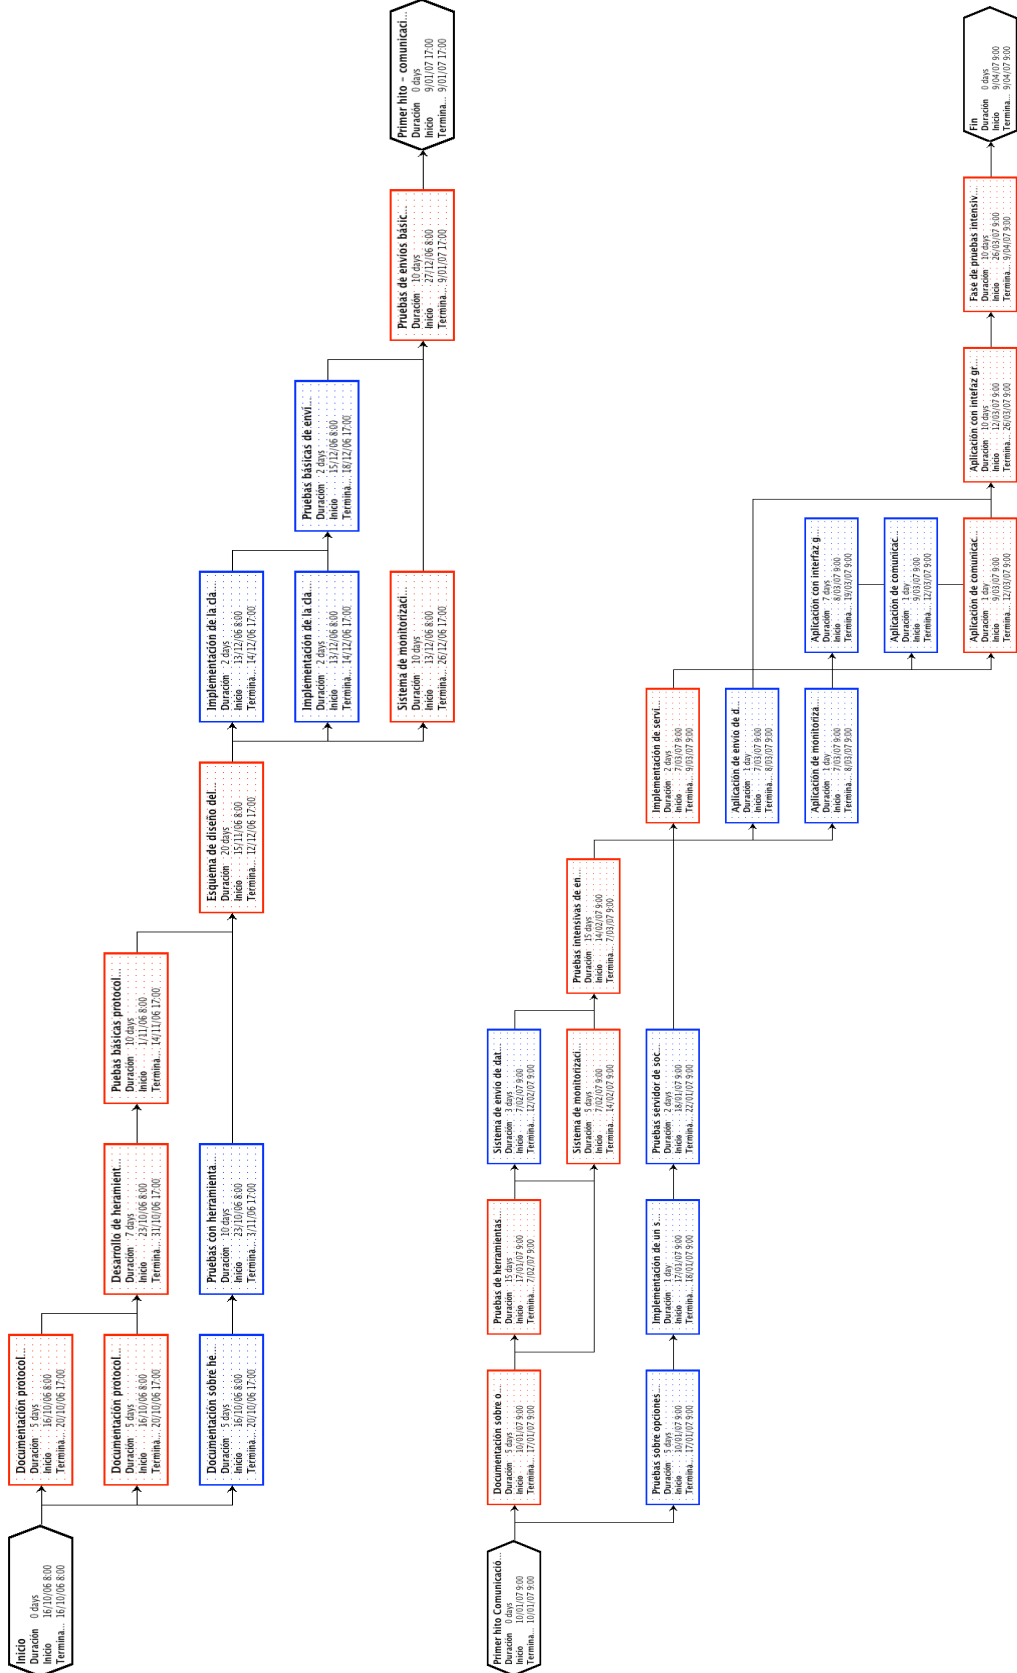 Inicio
Duración 0 days
Inicio 16/10/06 8:00
Termina... 16/10/06 8:00
Documentación protocol...
Duración 5 days
Inicio 16/10/06 8:00
Termina... 20/10/06 17:00
Documentación protocol...
Duración 5 days
Inicio 16/10/06 8:00
Termina... 20/10/06 17:00
Documentación sobre he...
Duración 5 days
Inicio 16/10/06 8:00
Termina... 20/10/06 17:00
Desarrollo de heramient...
Duración 7 days
Inicio 23/10/06 8:00
Termina... 31/10/06 17:00
Pruebas con herramienta...
Duración 10 days
Inicio 23/10/06 8:00
Termina... 3/11/06 17:00
Puebas básicas protocol...
Duración 10 days
Inicio 1/11/06 8:00
Termina... 14/11/06 17:00
Esquema de diseño del...
Duración 20 days
Inicio 15/11/06 8:00
Termina... 12/12/06 17:00
Implementación de la cla...
Duración 2 days
Inicio 13/12/06 8:00
Termina... 14/12/06 17:00
Implementación de la cla...
Duración 2 days
Inicio 13/12/06 8:00
Termina... 14/12/06 17:00
Sistema de monitorizaci...
Duración 10 days
Inicio 13/12/06 8:00
Termina... 26/12/06 17:00
Pruebas básicas de enví...
Duración 2 days
Inicio 15/12/06 8:00
Termina... 18/12/06 17:00
Pruebas de envíos básic...
Duración 10 days
Inicio 27/12/06 8:00
Termina... 9/01/07 17:00
Primer hito - comunicaci...
Duración 0 days
Inicio 9/01/07 17:00
Termina... 9/01/07 17:00
Primer hito Comunicació...
Duración 0 days
Inicio 10/01/07 9:00
Termina... 10/01/07 9:00
Documentación sobre o...
Duración 5 days
Inicio 10/01/07 9:00
Termina... 17/01/07 9:00
Pruebas sobre opciones...
Duración 5 days
Inicio 10/01/07 9:00
Termina... 17/01/07 9:00
Pruebas de herramientas...
Duración 15 days
Inicio 17/01/07 9:00
Termina... 7/02/07 9:00
Implementación de un s...
Duración 1 day
Inicio 17/01/07 9:00
Termina... 18/01/07 9:00
Sistema de envío de dat...
Duración 3 days
Inicio 7/02/07 9:00
Termina... 12/02/07 9:00
Sistema de monitorizaci...
Duración 5 days
Inicio 7/02/07 9:00
Termina... 14/02/07 9:00
Pruebas servidor de soc...
Duración 2 days
Inicio 18/01/07 9:00
Termina... 22/01/07 9:00
Pruebas intensivas de en...
Duración 15 days
Inicio 14/02/07 9:00
Termina... 7/03/07 9:00
Implementación de servi...
Duración 2 days
Inicio 7/03/07 9:00
Termina... 9/03/07 9:00
Aplicación de envío de d...
Duración 1 day
Inicio 7/03/07 9:00
Termina... 8/03/07 9:00
Aplicación de monitoriza...
Duración 1 day
Inicio 7/03/07 9:00
Termina... 8/03/07 9:00
Aplicación con interfaz g...
Duración 7 days
Inicio 8/03/07 9:00
Termina... 19/03/07 9:00
Aplicación de comunicac...
Duración 1 day
Inicio 9/03/07 9:00
Termina... 12/03/07 9:00
Aplicación de comunicac...
Duración 1 day
Inicio 9/03/07 9:00
Termina... 12/03/07 9:00
Aplicación con intefaz gr...
Duración 10 days
Inicio 12/03/07 9:00
Termina... 26/03/07 9:00
Fase de pruebas intensiv...
Duración 10 days
Inicio 26/03/07 9:00
Termina... 9/04/07 9:00
Fin
Duración 0 days
Inicio 9/04/07 9:00
Termina... 9/04/07 9:00